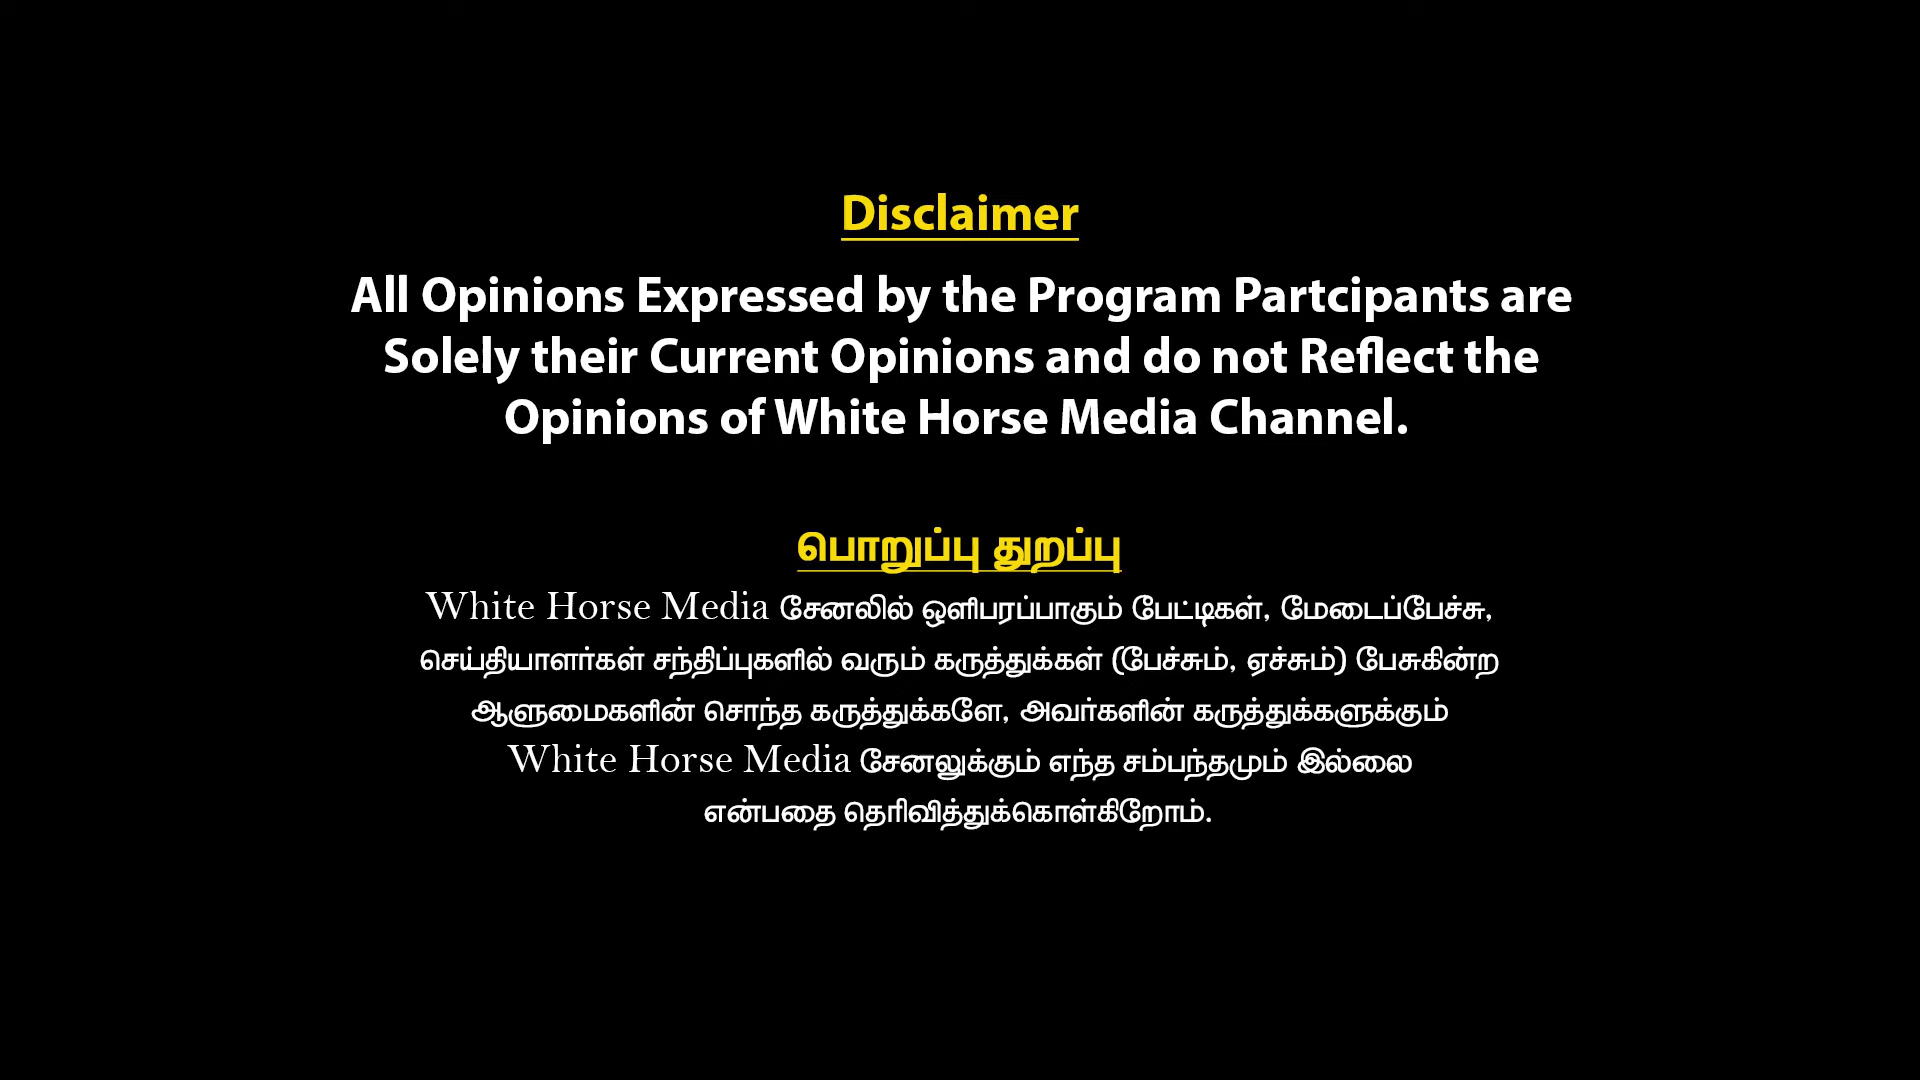 Disclaimer
All Opinions Expressed by the Program Partcipants are
Solely their Current Opinions and do not Reflect the
Opinions of White Horse Media Channel.
பொறுப்பு துறப்பு
White Horse Media சேனலில் ஒளிபரப்பாகும் பேட்டிகள், மேடைப்பேச்சு,
செய்தியாளர்கள் சந்திப்புகளில் வரும் கருத்துக்கள் (பேச்சும், ஏச்சும்) பேசுகின்ற
ஆளுமைகளின் சொந்த கருத்துக்களே, அவர்களின் கருத்துக்களுக்கும்
White Horse Media சேனலுக்கும் எந்த சம்பந்தமும் இல்லை
என்பதை தெரிவித்துக்கொள்கிறோம்.